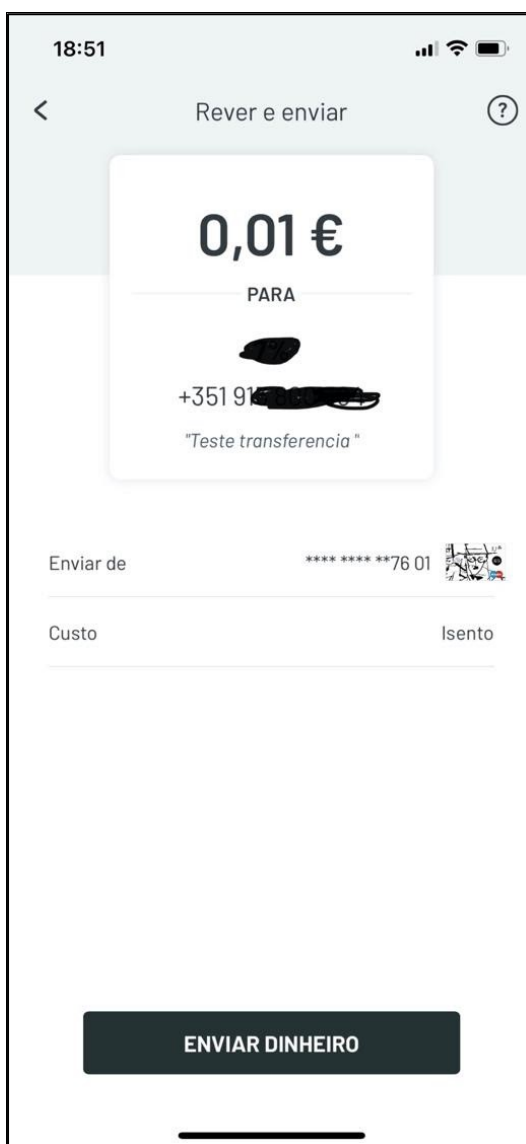 18:51
Rever e enviar
?
0,01 €
PARA
+351 91
"Teste transferencia "
Enviar de **** **** **76 01
Custo Isento
ENVIAR DINHEIRO